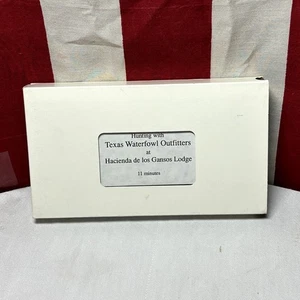 Hunting with
Texas Waterfowl Outfitters
at
Hacienda de los Gansos Lodge
11 minutes